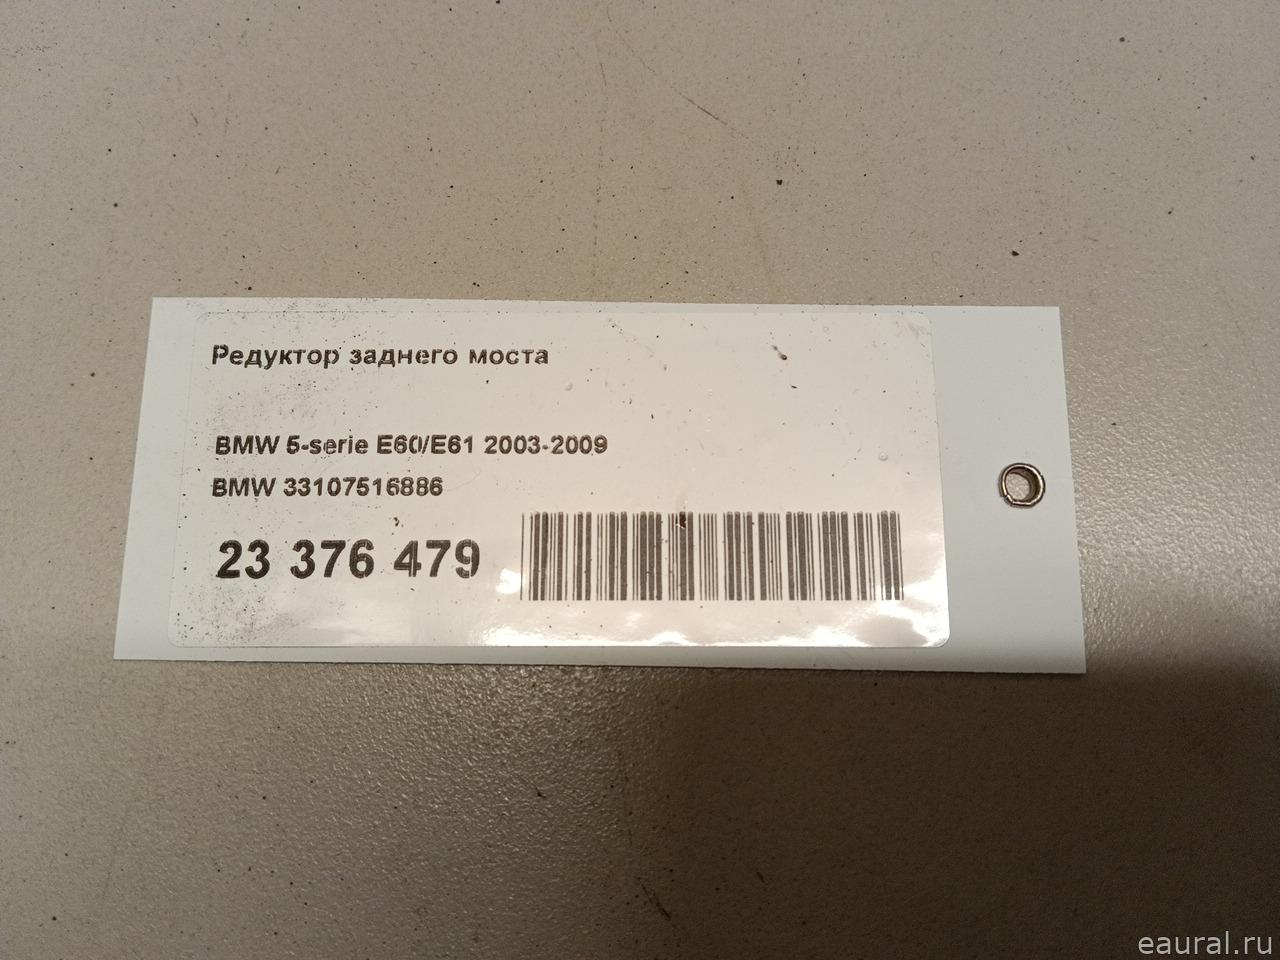 Редуктор заднего моста
BMW 5-serie E60/E61 2003-2009
BMW 33107516886
23 376 479
eaural.ru